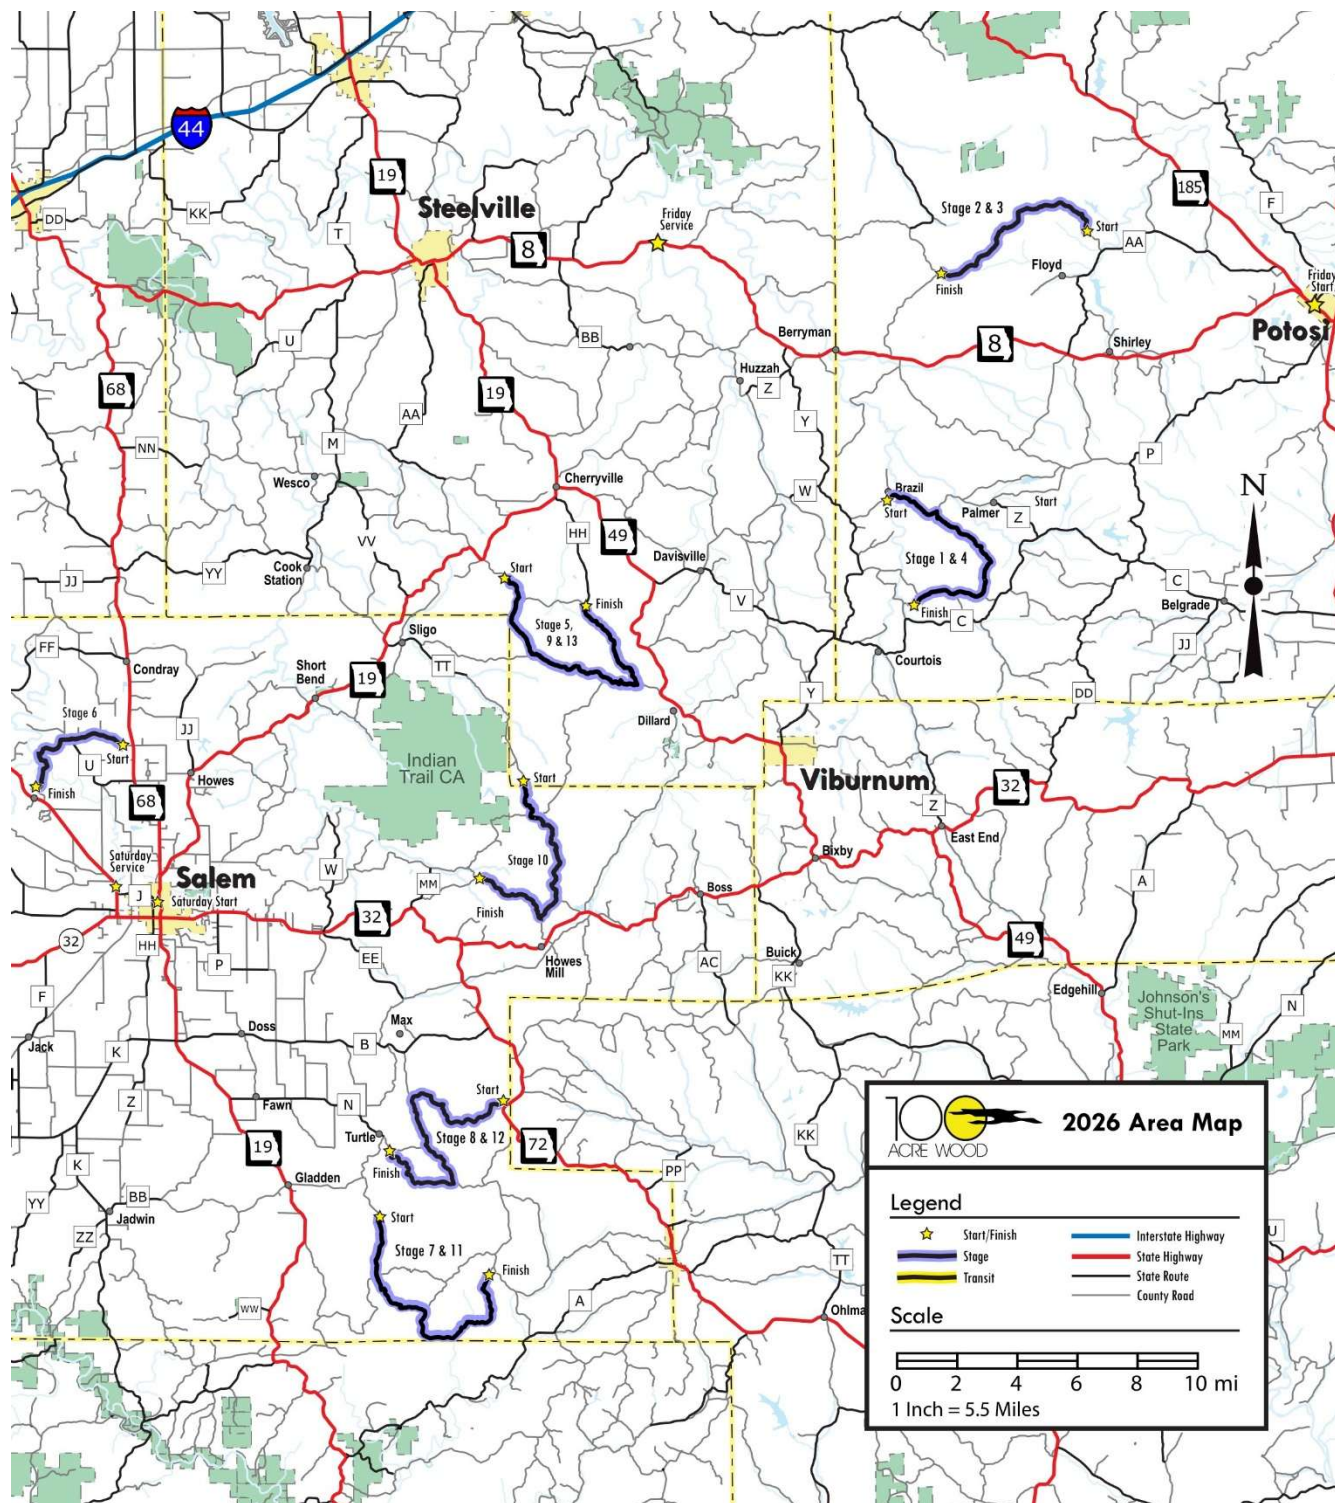 44
19
Steelville
DD
KK
T
8
Friday
Service
Stage 2 & 3
Start
Finish
185
F
AA
Floyd
Friday
Start
Potosi
U
68
19
BB
Berryman
8
Shirley
Huzzah
Z
Y
AA
M
NN
Wesco
Cherryville
W
P
Brazil
Start
Palmer
Start
Z
N
HH
49
Davisville
Stage 1 & 4
VV
Cook
Station
JJ
YY
Start
Finish
V
Finish
C
C
Belgrade
JJ
Stage 5,
9 & 13
Sligo
TT
Courtois
FF
Condray
Short
Bend
19
Y
DD
Dillard
Stage 6
JJ
U
Start
Finish
Howes
Indian
Trail CA
Start
Viburnum
32
68
Z
East End
Saturday
Service
Salem
J
Saturday Start
W
MM
Stage 10
Finish
Boss
Bixby
A
32
32
HH
P
EE
Howes
Mill
AC
Buick
KK
49
Edgehill
F
Jack
Doss
Max
K
B
Johnson's
Shut-Ins
State
Park
MM
N
Z
Fawn
N
Start
Turtle
Stage 8 & 12
Finish
72
19
Gladden
K
BB
YY
Jadwin
ZZ
PP
KK
Start
Stage 7 & 11
Finish
A
WW
TT
Ohlma
U
100
ACRE WOOD
2026 Area Map
Legend
Start/Finish
Stage
Transit
Interstate Highway
State Highway
State Route
County Road
Scale
0 2 4 6 8 10 mi
1 Inch = 5.5 Miles